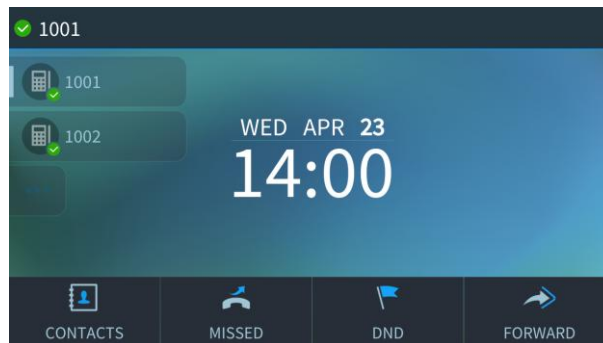 1001
1001
1002
WED APR 23
14:00
CONTACTS MISSED DND FORWARD